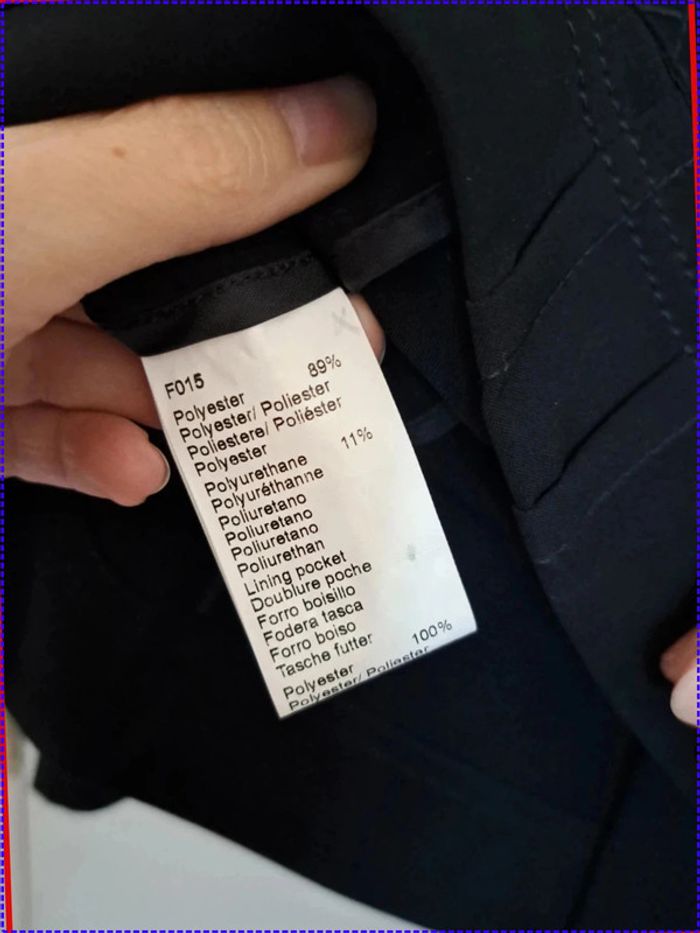 F015
Polyester 89%
Polyester/ Poliester
Poliestere/ Poliéster
Polyester
Polyurethane 11%
Polyuréthanne
Poliuretano
Poliuretano
Poliuretano
Poliurethan
Lining pocket
Doublure poche
Forro boisillo
Fodera tasca
Forro boiso
Tasche futter
Polyester 100%
Polyester/ Poliester